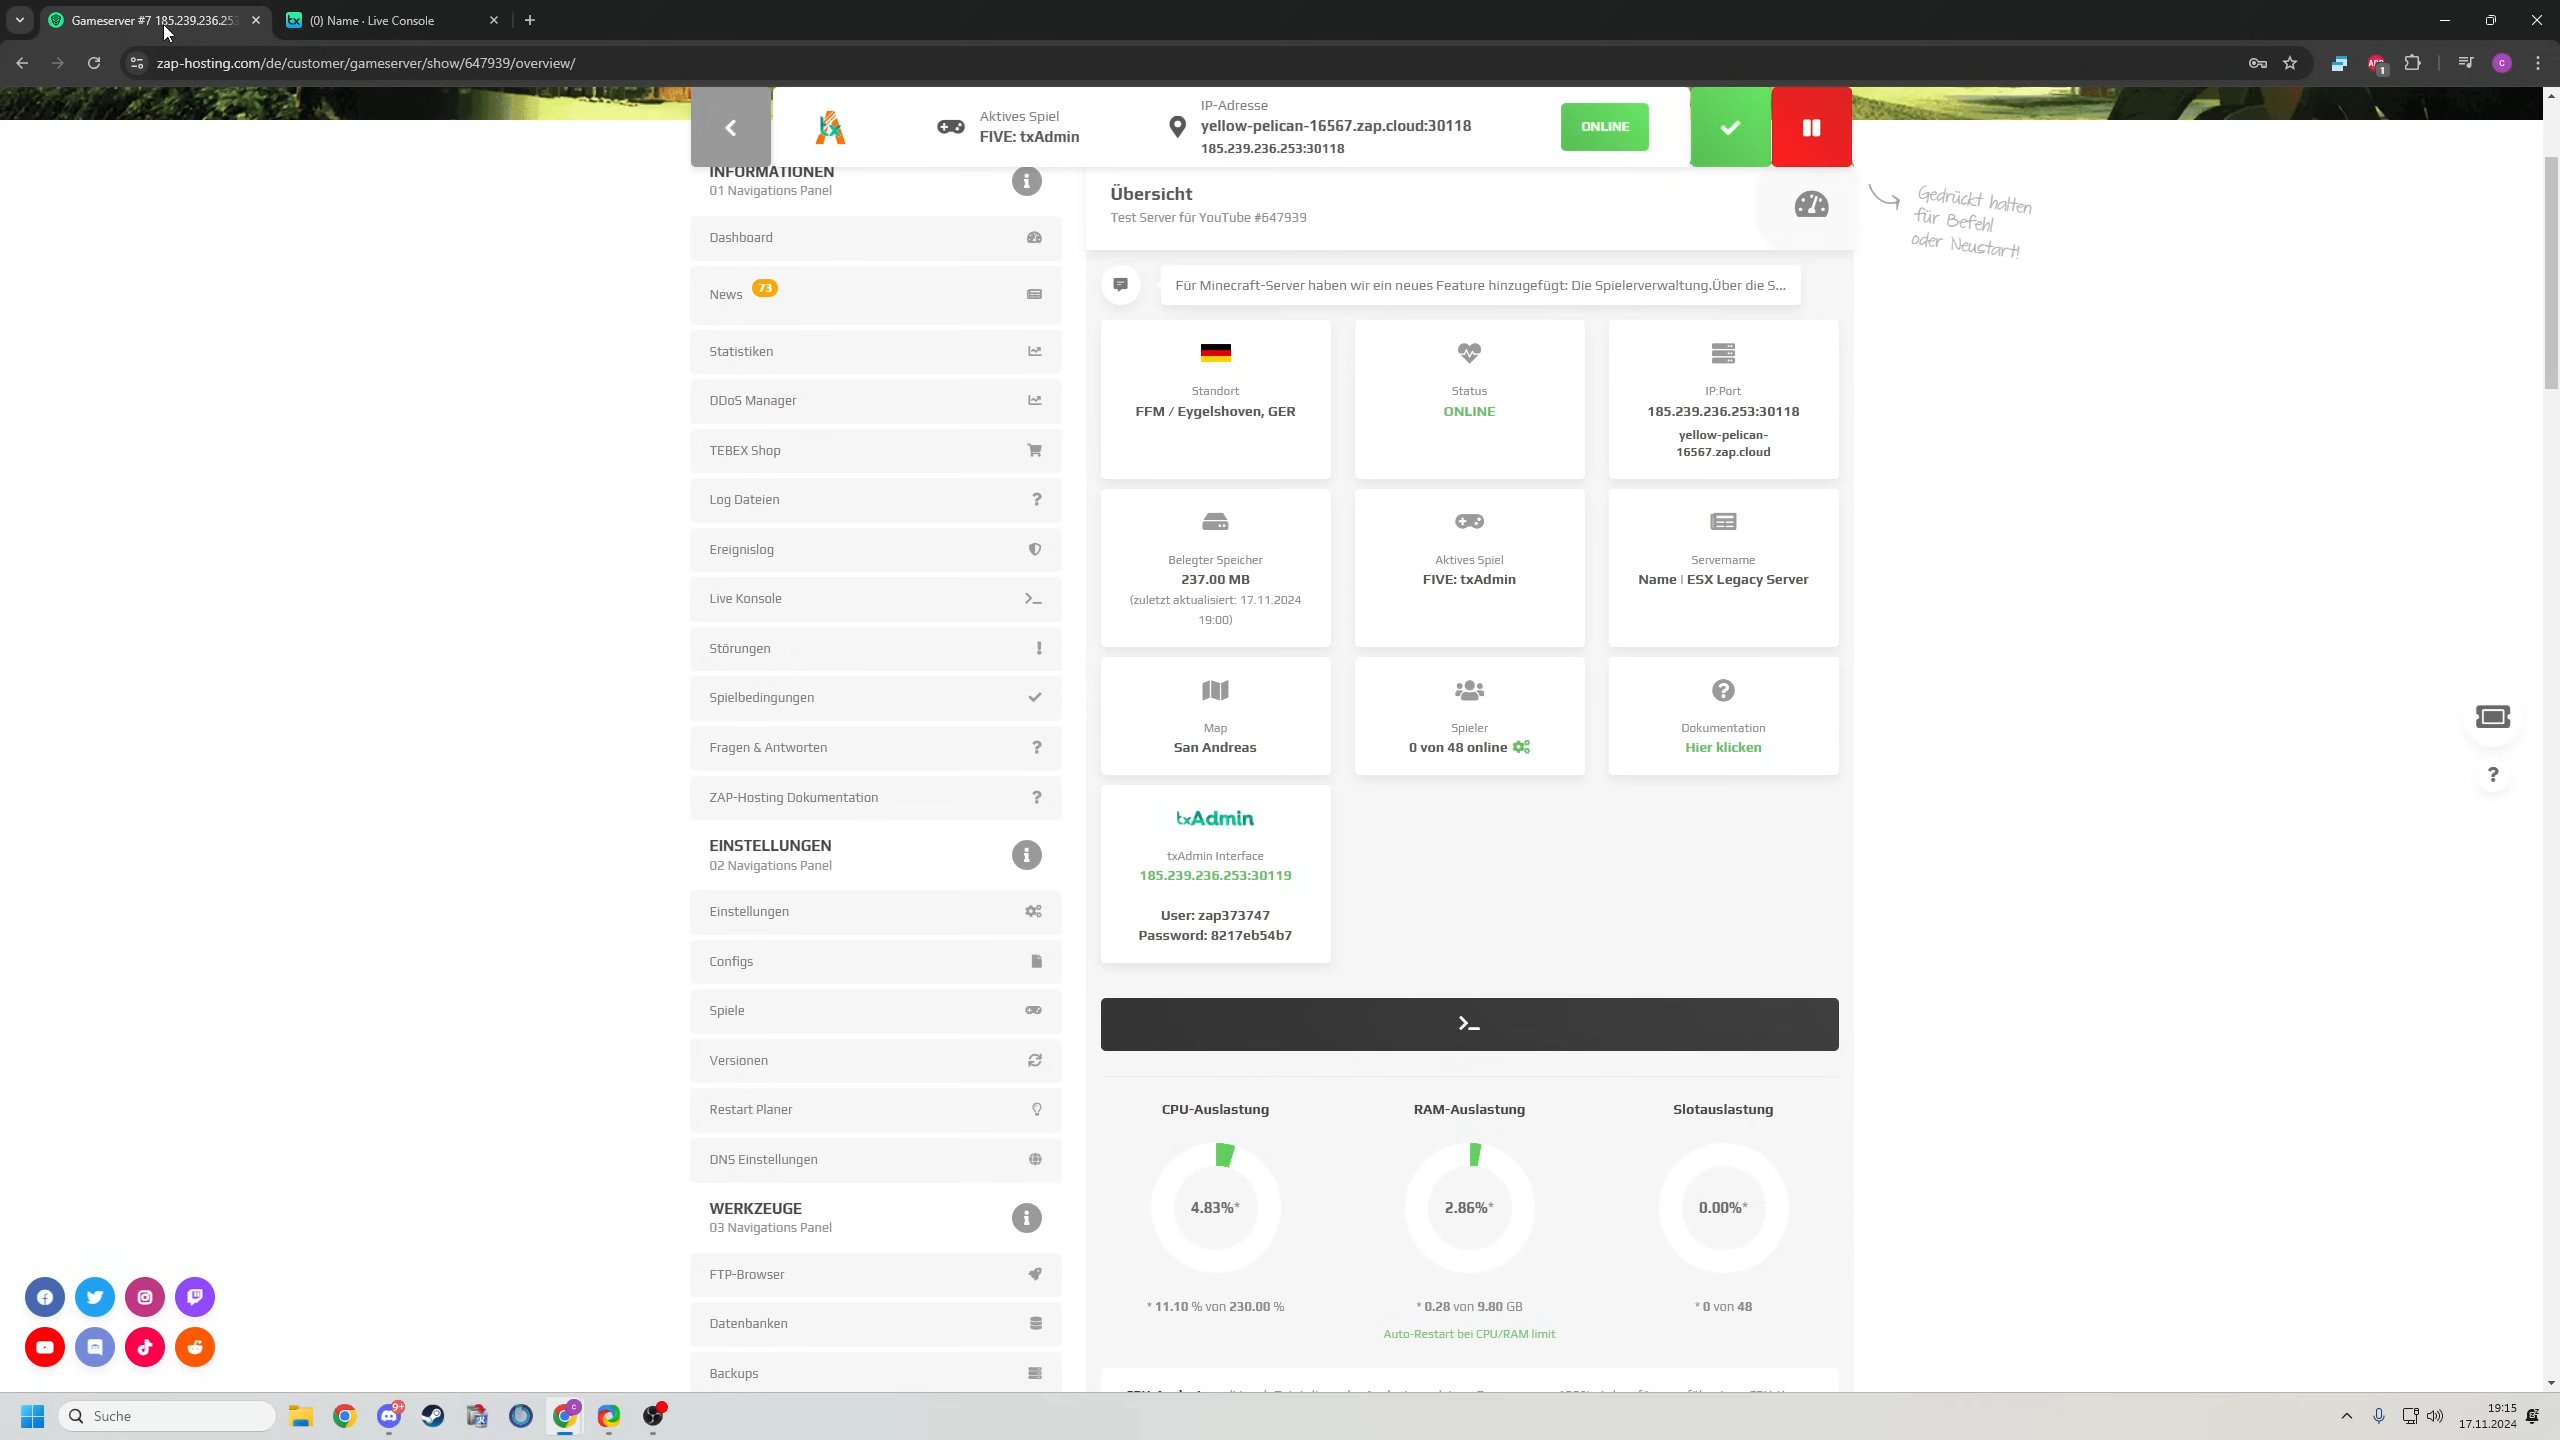 Gameserver #7 185.239.236.253
(0) Name · Live Console
zap-hosting.com/de/customer/gameserver/show/647939/overview/
Aktives Spiel
FIVE: txAdmin
IP-Adresse
yellow-pelican-16567.zap.cloud:30118
185.239.236.253:30118
ONLINE
INFORMATIONEN
01 Navigations Panel
Dashboard
News 73
Statistiken
DDoS Manager
TEBEX Shop
Log Dateien
Ereignislog
Live Konsole
Störungen
Spielbedingungen
Fragen & Antworten
ZAP-Hosting Dokumentation
EINSTELLUNGEN
02 Navigations Panel
Einstellungen
Configs
Spiele
Versionen
Restart Planer
DNS Einstellungen
WERKZEUGE
03 Navigations Panel
FTP-Browser
Datenbanken
Backups
Übersicht
Test Server für YouTube #647939
Gedrückt halten
für Befehl
oder Neustart!
Für Minecraft-Server haben wir ein neues Feature hinzugefügt: Die Spielerverwaltung.Über die S...
Standort
FFM / Eygelshoven, GER
Status
ONLINE
IP:Port
185.239.236.253:30118
yellow-pelican-
16567.zap.cloud
Belegter Speicher
237.00 MB
(zuletzt aktualisiert: 17.11.2024
19:00)
Aktives Spiel
FIVE: txAdmin
Servername
Name | ESX Legacy Server
Map
San Andreas
Spieler
0 von 48 online
Dokumentation
Hier klicken
txAdmin
txAdmin Interface
185.239.236.253:30119
User: zap373747
Password: 8217eb54b7
CPU-Auslastung
4.83%*
* 11.10 % von 230.00 %
RAM-Auslastung
2.86%*
* 0.28 von 9.80 GB
Auto-Restart bei CPU/RAM limit
Slotauslastung
0.00%*
* 0 von 48
Suche
9+
19:15
17.11.2024